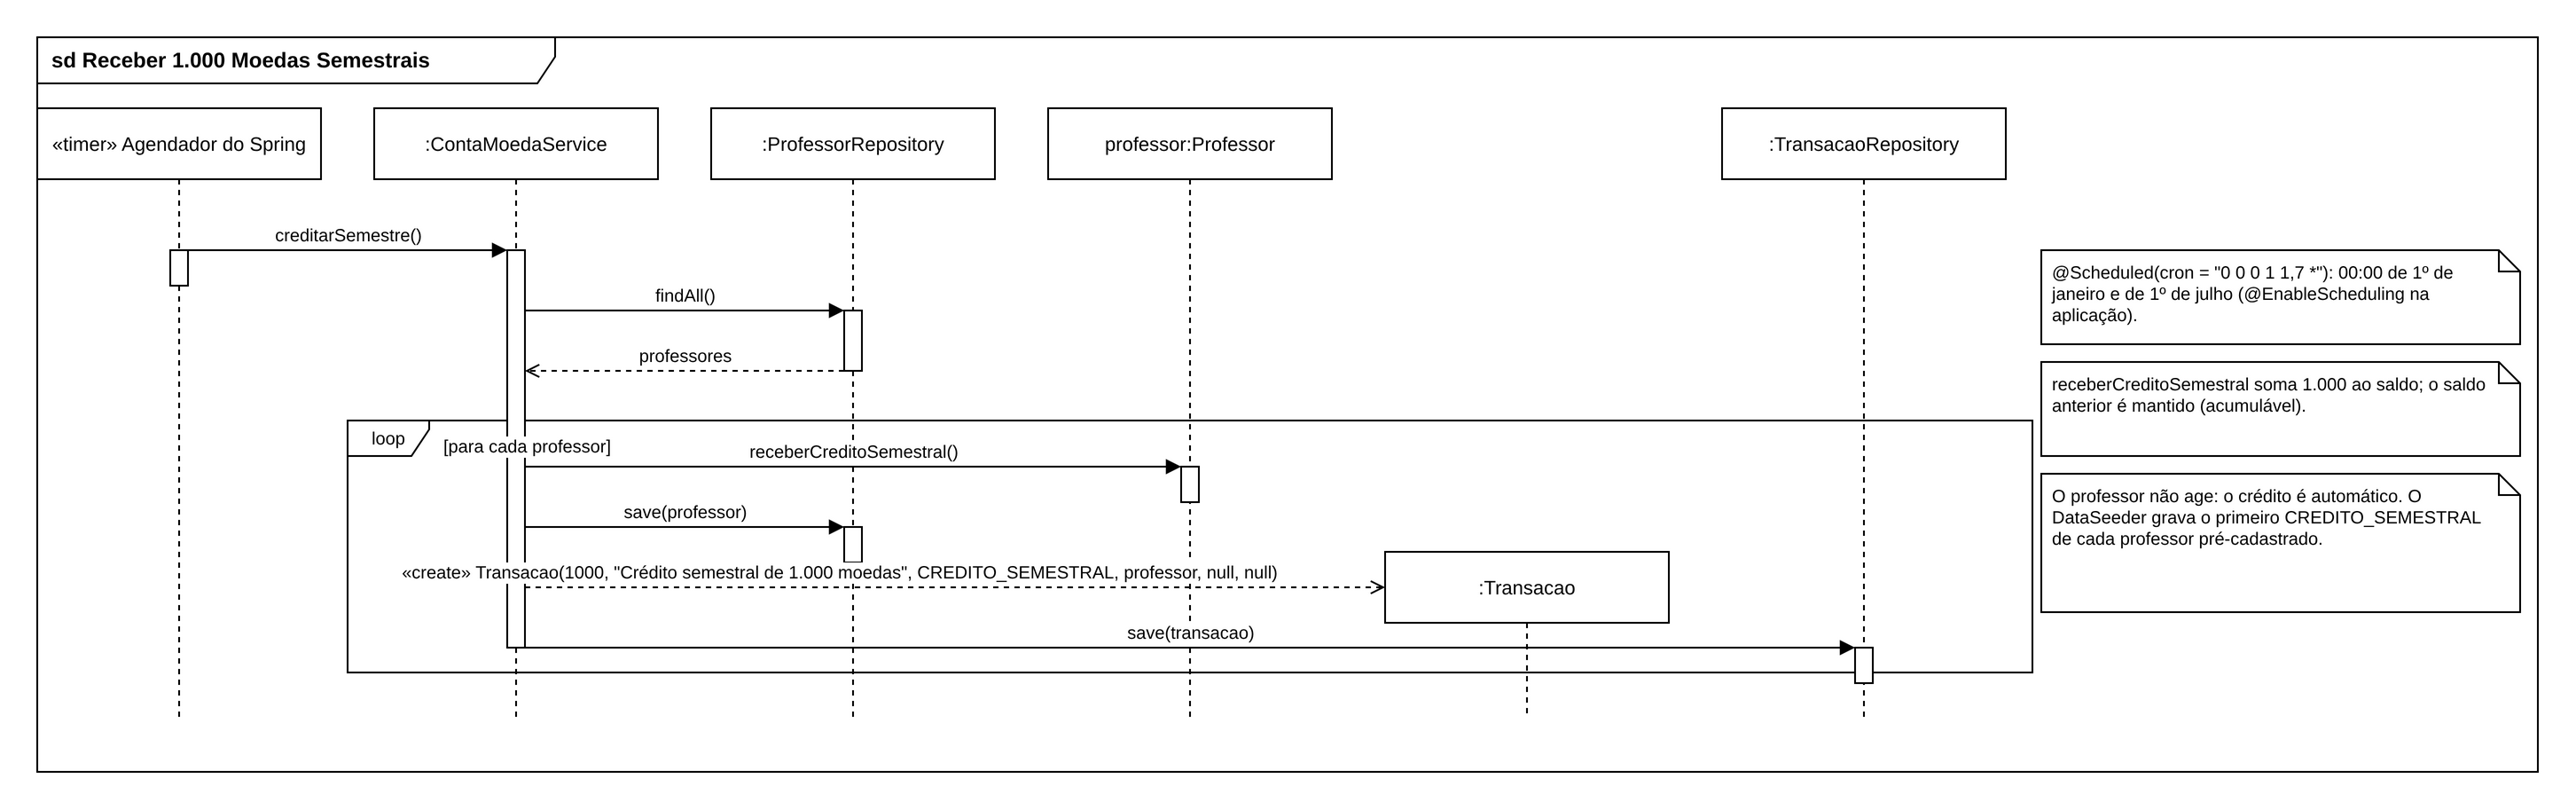 sd Receber 1.000 Moedas Semestrais
«timer» Agendador do Spring
:ContaMoedaService
:ProfessorRepository
professor:Professor
:TransacaoRepository
creditarSemestre()
findAll()
professores
loop
[para cada professor]
receberCreditoSemestral()
save(professor)
«create» Transacao(1000, "Crédito semestral de 1.000 moedas", CREDITO_SEMESTRAL, professor, null, null)
:Transacao
save(transacao)
@Scheduled(cron = "0 0 0 1 1,7 *"): 00:00 de 1º de
janeiro e de 1º de julho (@EnableScheduling na
aplicação).
receberCreditoSemestral soma 1.000 ao saldo; o saldo
anterior é mantido (acumulável).
O professor não age: o crédito é automático. O
DataSeeder grava o primeiro CREDITO_SEMESTRAL
de cada professor pré-cadastrado.